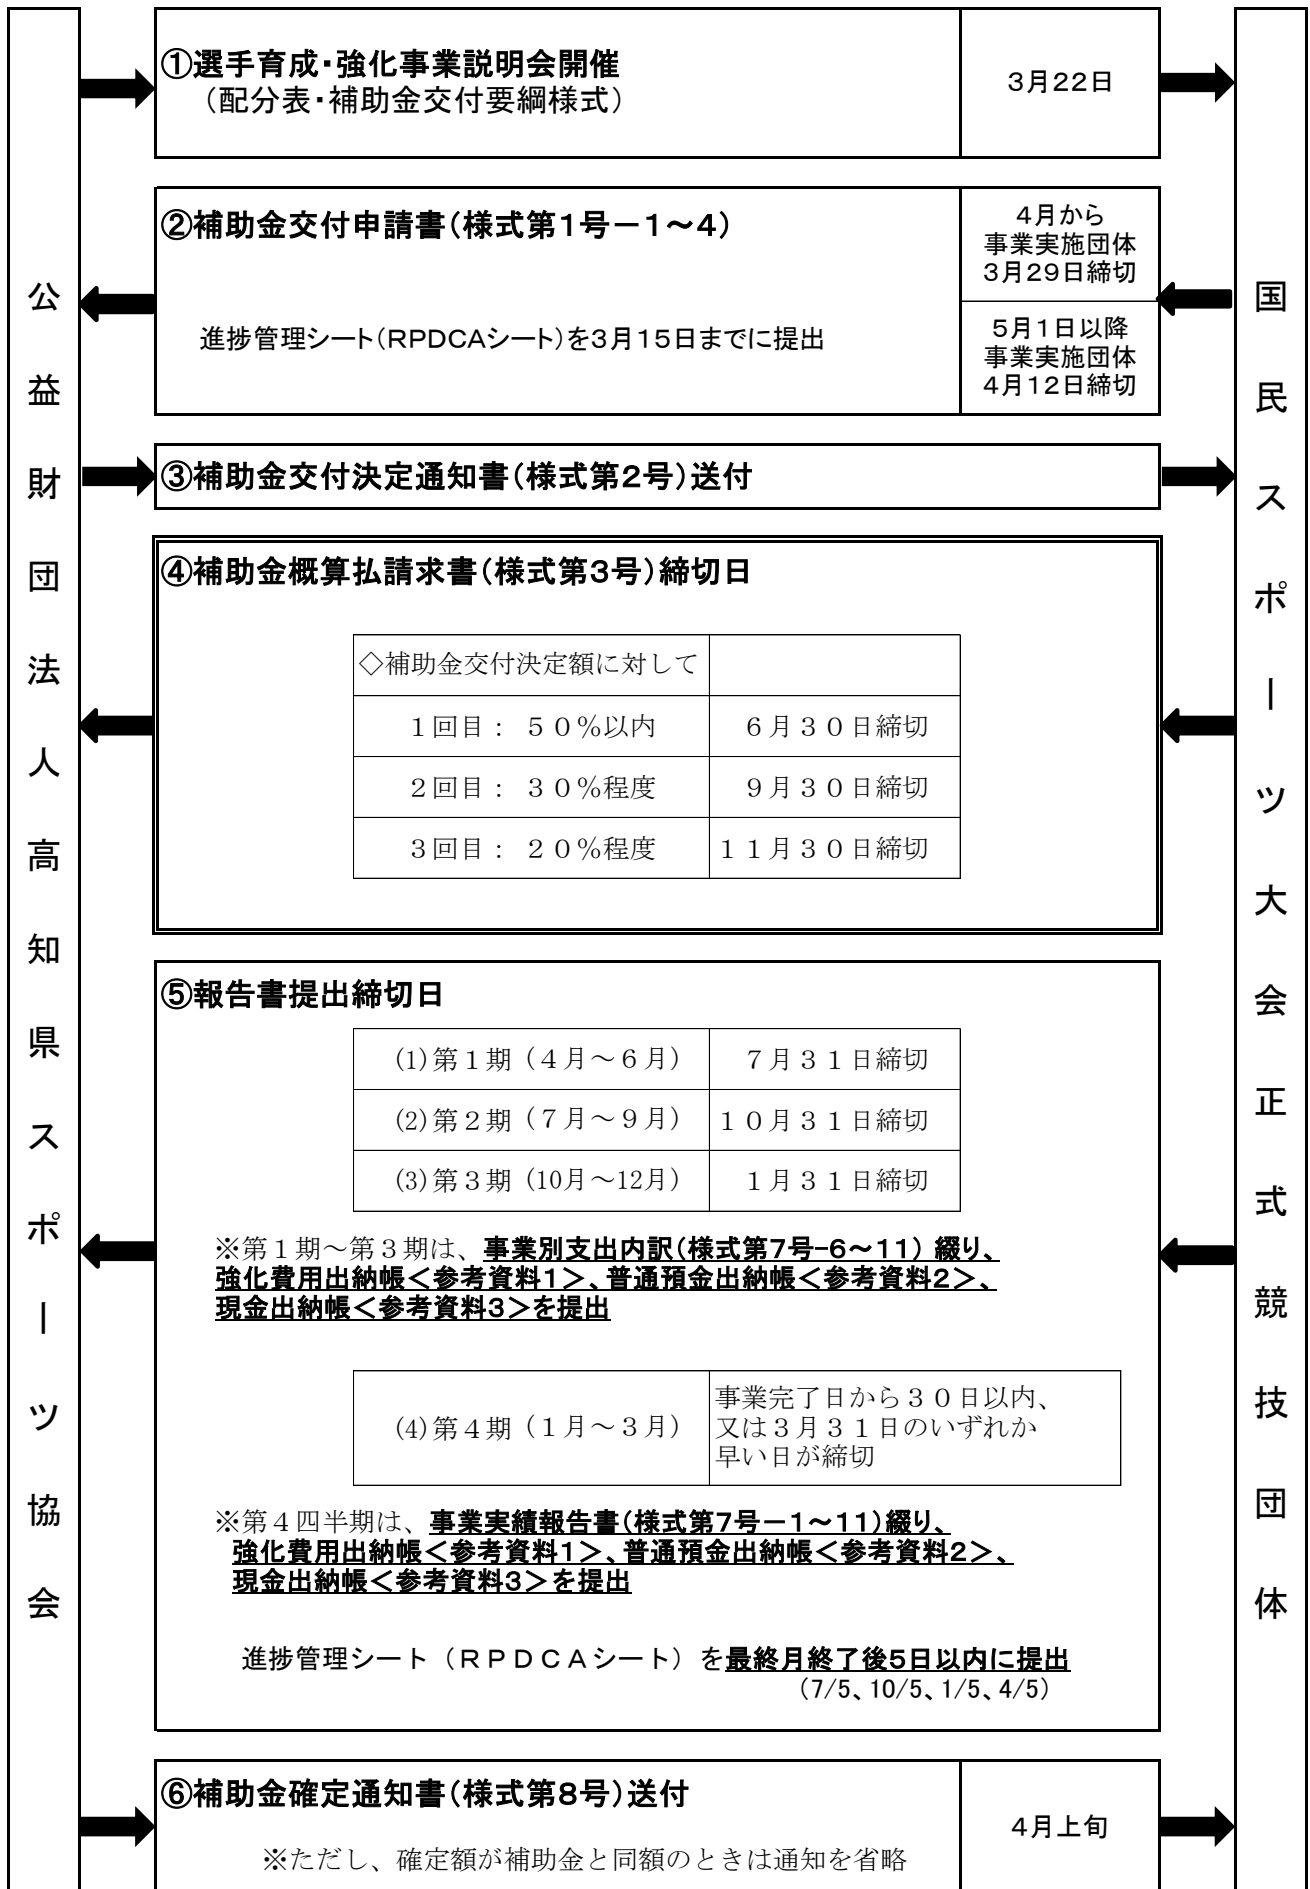 公益財団法人高知県スポーツ協会
①選手育成・強化事業説明会開催
（配分表・補助金交付要綱様式）
3月22日
②補助金交付申請書（様式第1号－1～4）
進捗管理シート（RPDCAシート）を3月15日までに提出
4月から
事業実施団体
3月29日締切
5月1日以降
事業実施団体
4月12日締切
③補助金交付決定通知書（様式第2号）送付
④補助金概算払請求書（様式第3号）締切日
◇補助金交付決定額に対して
１回目： ５０％以内 ６月３０日締切
２回目： ３０％程度 ９月３０日締切
３回目： ２０％程度 １１月３０日締切
⑤報告書提出締切日
(1)第１期（４月～６月） ７月３１日締切
(2)第２期（７月～９月） １０月３１日締切
(3)第３期（10月～12月） １月３１日締切
※第１期～第３期は、事業別支出内訳（様式第7号-6～11） 綴り、
強化費用出納帳＜参考資料1＞、普通預金出納帳＜参考資料2＞、
現金出納帳＜参考資料3＞を提出
(4)第４期（１月～３月）
事業完了日から３０日以内、
又は３月３１日のいずれか
早い日が締切
※第４四半期は、事業実績報告書（様式第7号－1～11）綴り、
強化費用出納帳＜参考資料1＞、普通預金出納帳＜参考資料2＞、
現金出納帳＜参考資料3＞を提出
進捗管理シート（ＲＰＤＣＡシート）を最終月終了後5日以内に提出
（7/5、10/5、1/5、4/5）
⑥補助金確定通知書（様式第8号）送付
※ただし、確定額が補助金と同額のときは通知を省略
4月上旬
国民スポーツ大会正式競技団体